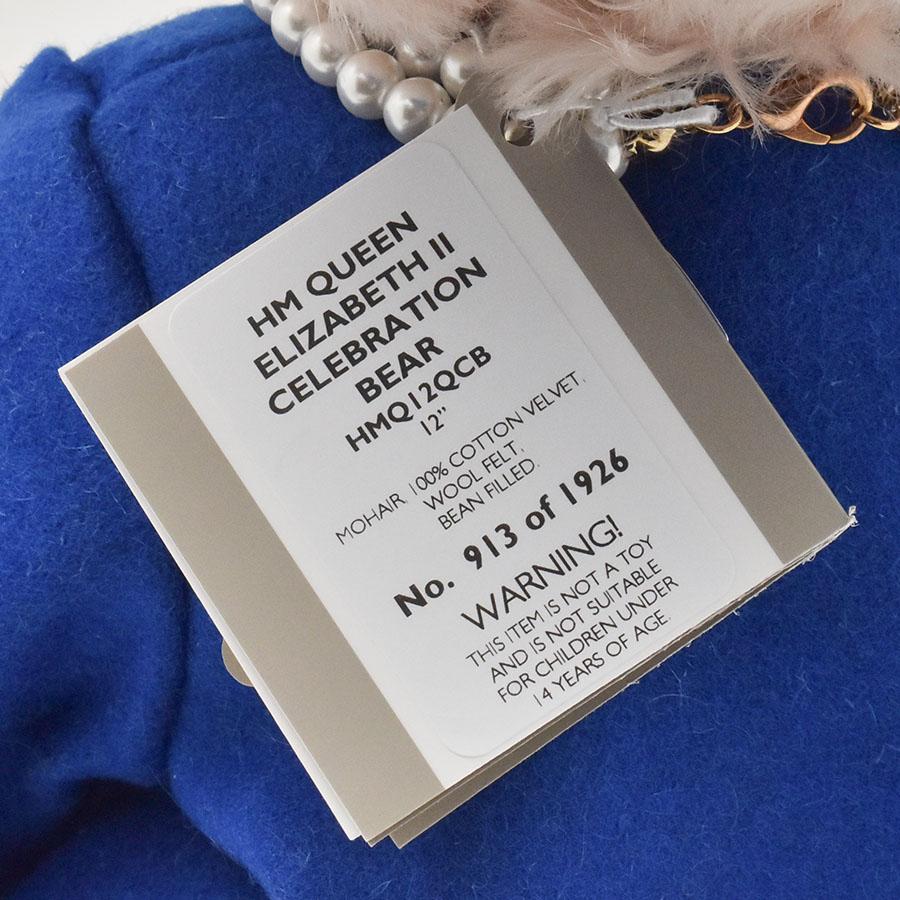 HM QUEEN
ELIZABETH II
CELEBRATION
BEAR
HMQ12QCB
12"
MOHAIR, 100% COTTON VELVET,
WOOL FELT,
BEAN FILLED.
No. 913 of 1926
WARNING!
THIS ITEM IS NOT A TOY
AND IS NOT SUITABLE
FOR CHILDREN UNDER
14 YEARS OF AGE.